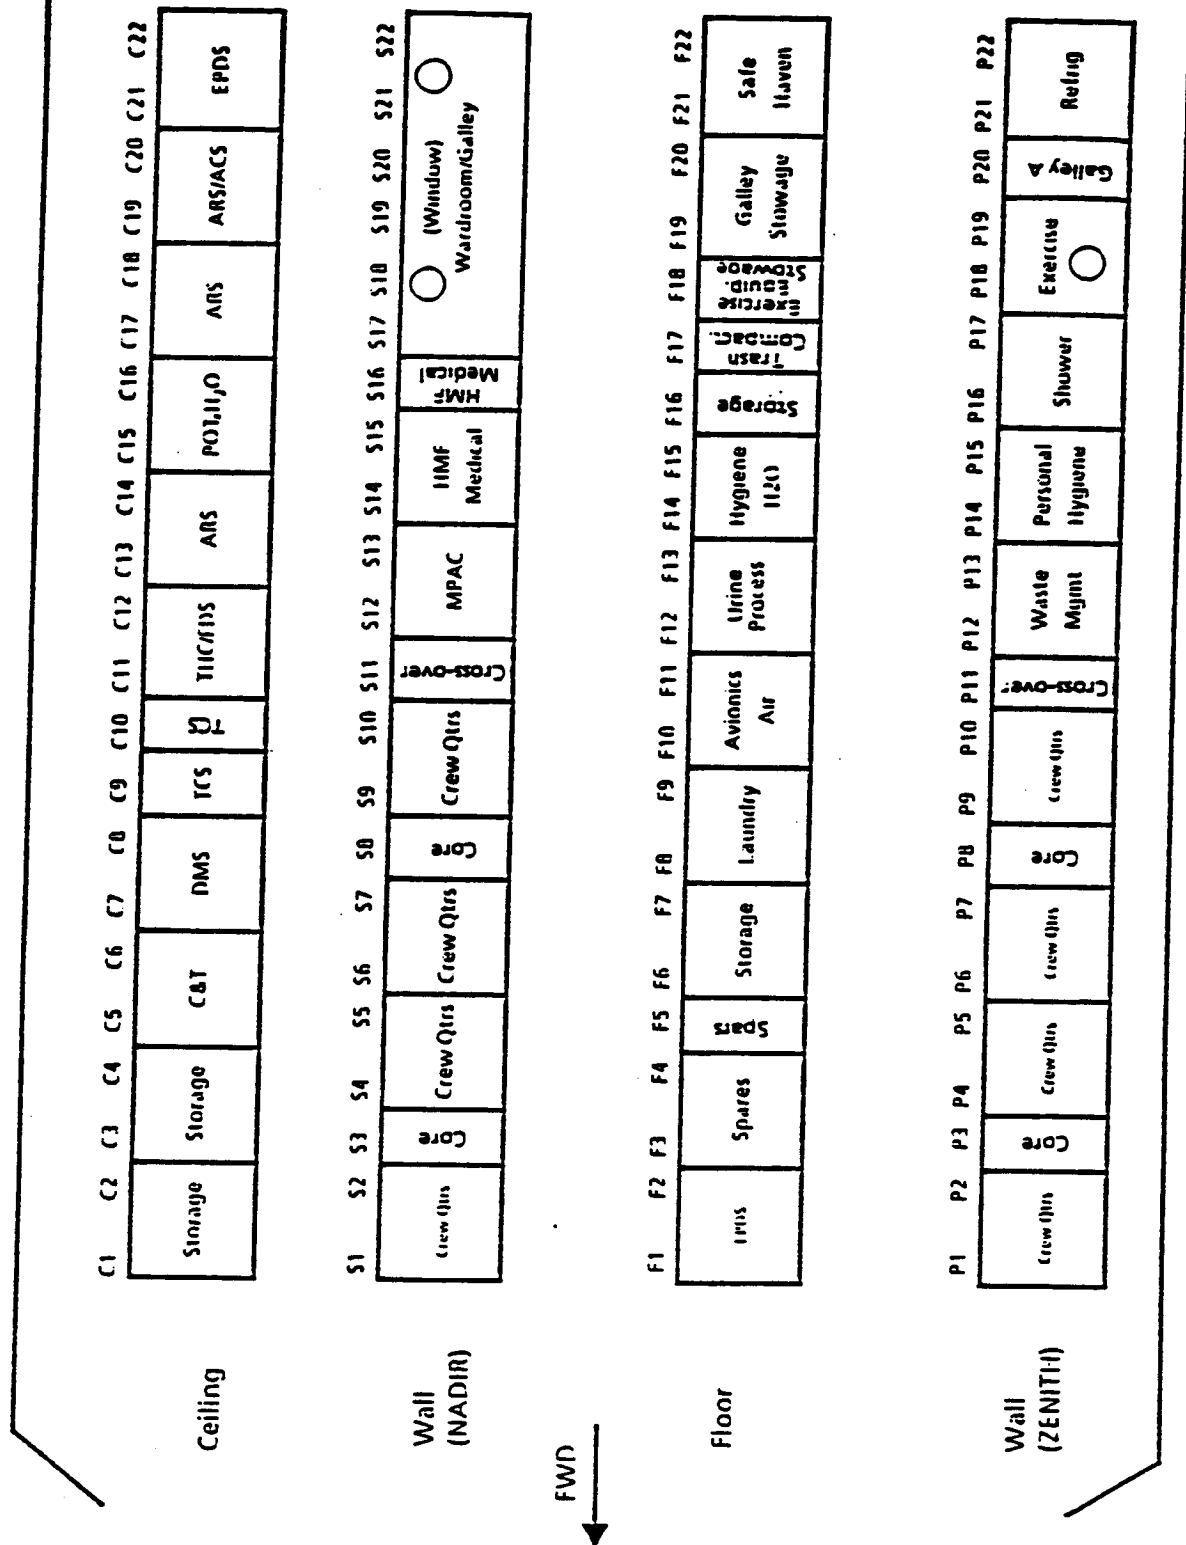 Ceiling
C1 C2 C3 C4 C5 C6 C7 C8 C9 C10 C11 C12 C13 C14 C15 C16 C17 C18 C19 C20 C21 C22
Storage
Storage
C&T
DMS
TCS
THC/FDS
ARS
POT.H₂O
ARS
ARS/ACS
EPDS
Wall
(NADIR)
S1 S2 S3 S4 S5 S6 S7 S8 S9 S10 S11 S12 S13 S14 S15 S16 S17 S18 S19 S20 S21 S22
Crew Qtrs
Core
Crew Qtrs
Crew Qtrs
Core
Crew Qtrs
Cross-over
MPAC
HMF
Medical
HMF
Medical
(Window)
Wardroom/Galley
FWD
Floor
F1 F2 F3 F4 F5 F6 F7 F8 F9 F10 F11 F12 F13 F14 F15 F16 F17 F18 F19 F20 F21 F22
Spares
Storage
Laundry
Avionics
Air
Urine
Process
Hygiene
H2O
Storage
Trash
Compact.
Exercise
Equip.
Stowage
Galley
Stowage
Safe
Haven
Wall
(ZENITH)
P1 P2 P3 P4 P5 P6 P7 P8 P9 P10 P11 P12 P13 P14 P15 P16 P17 P18 P19 P20 P21 P22
Crew Qtrs
Core
Crew Qtrs
Crew Qtrs
Core
Crew Qtrs
Cross-over
Waste
Mgmt
Personal
Hygiene
Shower
Exercise
Galley A
Refrig